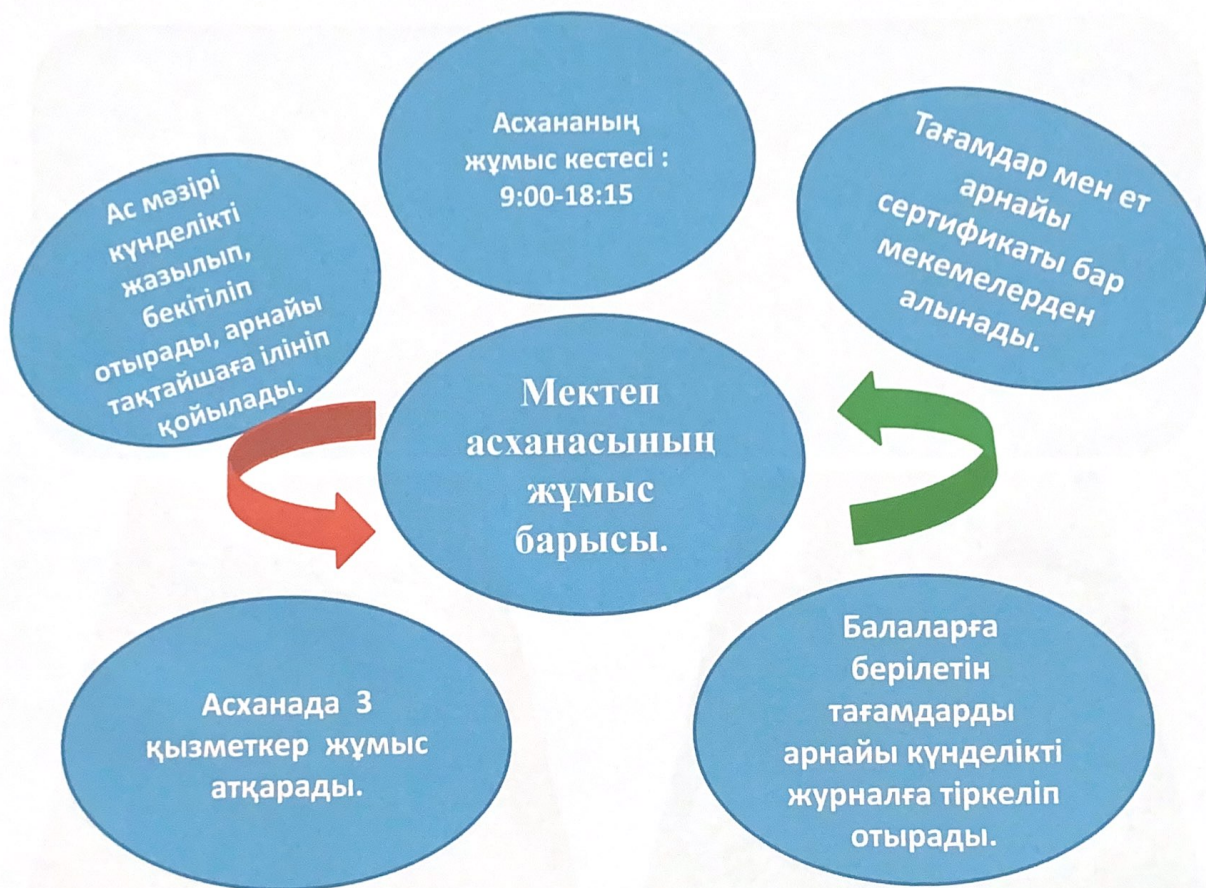 Асхананың
жұмыс кестесі :
9:00-18:15
Ас мәзірі
күнделікті
жазылып,
бекітіліп
отырады, арнайы
тақтайшаға ілініп
қойылады.
Тағамдар мен ет
арнайы
сертификаты бар
мекемелерден
алынады.
Мектеп
асханасының
жұмыс
барысы.
Асханада 3
қызметкер жұмыс
атқарады.
Балаларға
берілетін
тағамдарды
арнайы күнделікті
журналға тіркеліп
отырады.